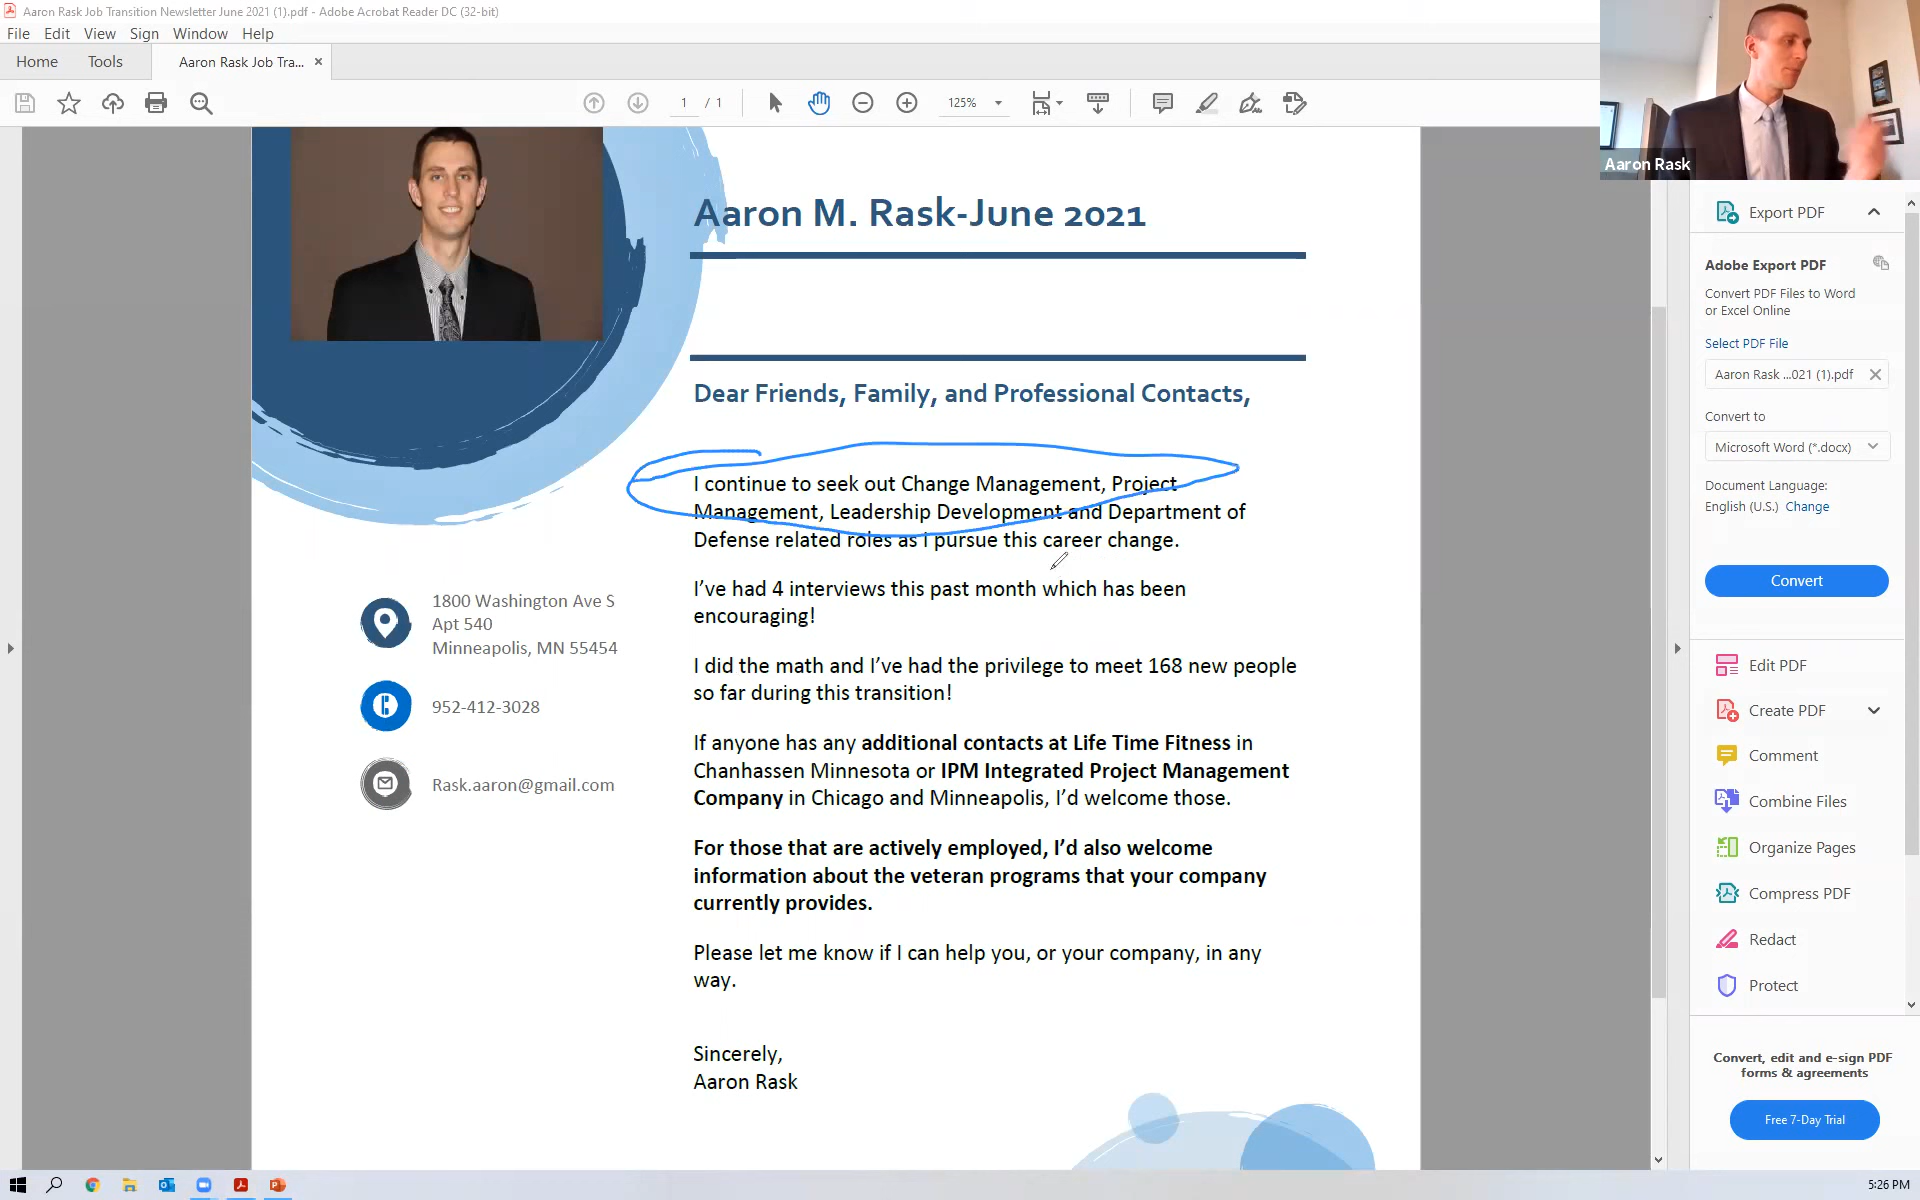 Aaron Rask Job Transition Newsletter June 2021 (1).pdf - Adobe Acrobat Reader DC (32-bit)
File Edit View Sign Window Help
Home Tools Aaron Rask Job Tra... ×
1 / 1 125%
Aaron Rask
Aaron M. Rask-June 2021
Dear Friends, Family, and Professional Contacts,
I continue to seek out Change Management, Project
Management, Leadership Development and Department of
Defense related roles as I pursue this career change.
I've had 4 interviews this past month which has been
encouraging!
I did the math and I've had the privilege to meet 168 new people
so far during this transition!
If anyone has any additional contacts at Life Time Fitness in
Chanhassen Minnesota or IPM Integrated Project Management
Company in Chicago and Minneapolis, I'd welcome those.
For those that are actively employed, I'd also welcome
information about the veteran programs that your company
currently provides.
Please let me know if I can help you, or your company, in any
way.
Sincerely,
Aaron Rask
1800 Washington Ave S
Apt 540
Minneapolis, MN 55454
952-412-3028
Rask.aaron@gmail.com
Export PDF
Adobe Export PDF
Convert PDF Files to Word
or Excel Online
Select PDF File
Aaron Rask ...021 (1).pdf
Convert to
Microsoft Word (*.docx)
Document Language:
English (U.S.) Change
Convert
Edit PDF
Create PDF
Comment
Combine Files
Organize Pages
Compress PDF
Redact
Protect
Convert, edit and e-sign PDF
forms & agreements
Free 7-Day Trial
5:26 PM